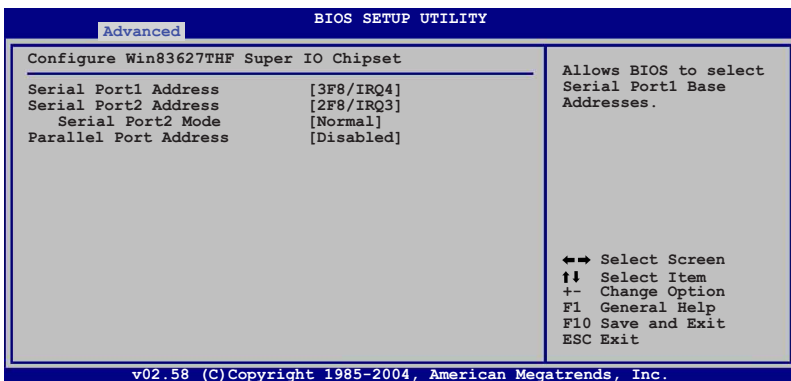 BIOS SETUP UTILITY
Advanced
Configure Win83627THF Super IO Chipset
Serial Port1 Address [3F8/IRQ4]
Serial Port2 Address [2F8/IRQ3]
Serial Port2 Mode [Normal]
Parallel Port Address [Disabled]
Allows BIOS to select
Serial Port1 Base
Addresses.
←→ Select Screen
↑↓ Select Item
+- Change Option
F1 General Help
F10 Save and Exit
ESC Exit
v02.58 (C)Copyright 1985-2004, American Megatrends, Inc.